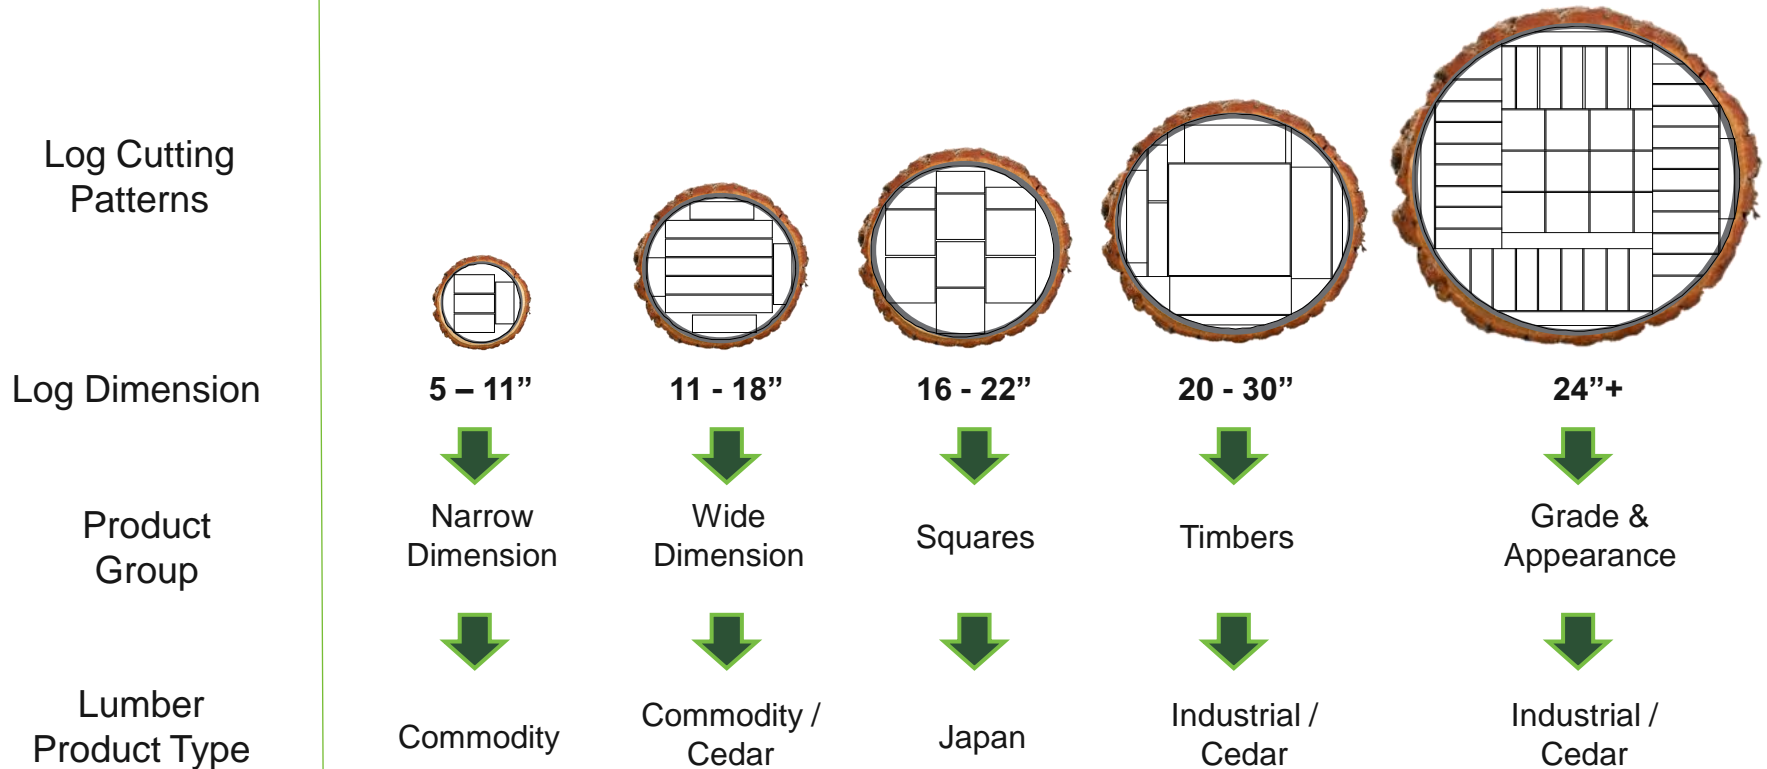 Log Cutting
Patterns
Log Dimension
5 – 11”
11 - 18”
16 - 22”
20 - 30”
24”+
Product
Group
Narrow
Dimension
Wide
Dimension
Squares
Timbers
Grade &
Appearance
Lumber
Product Type
Commodity
Commodity /
Cedar
Japan
Industrial /
Cedar
Industrial /
Cedar